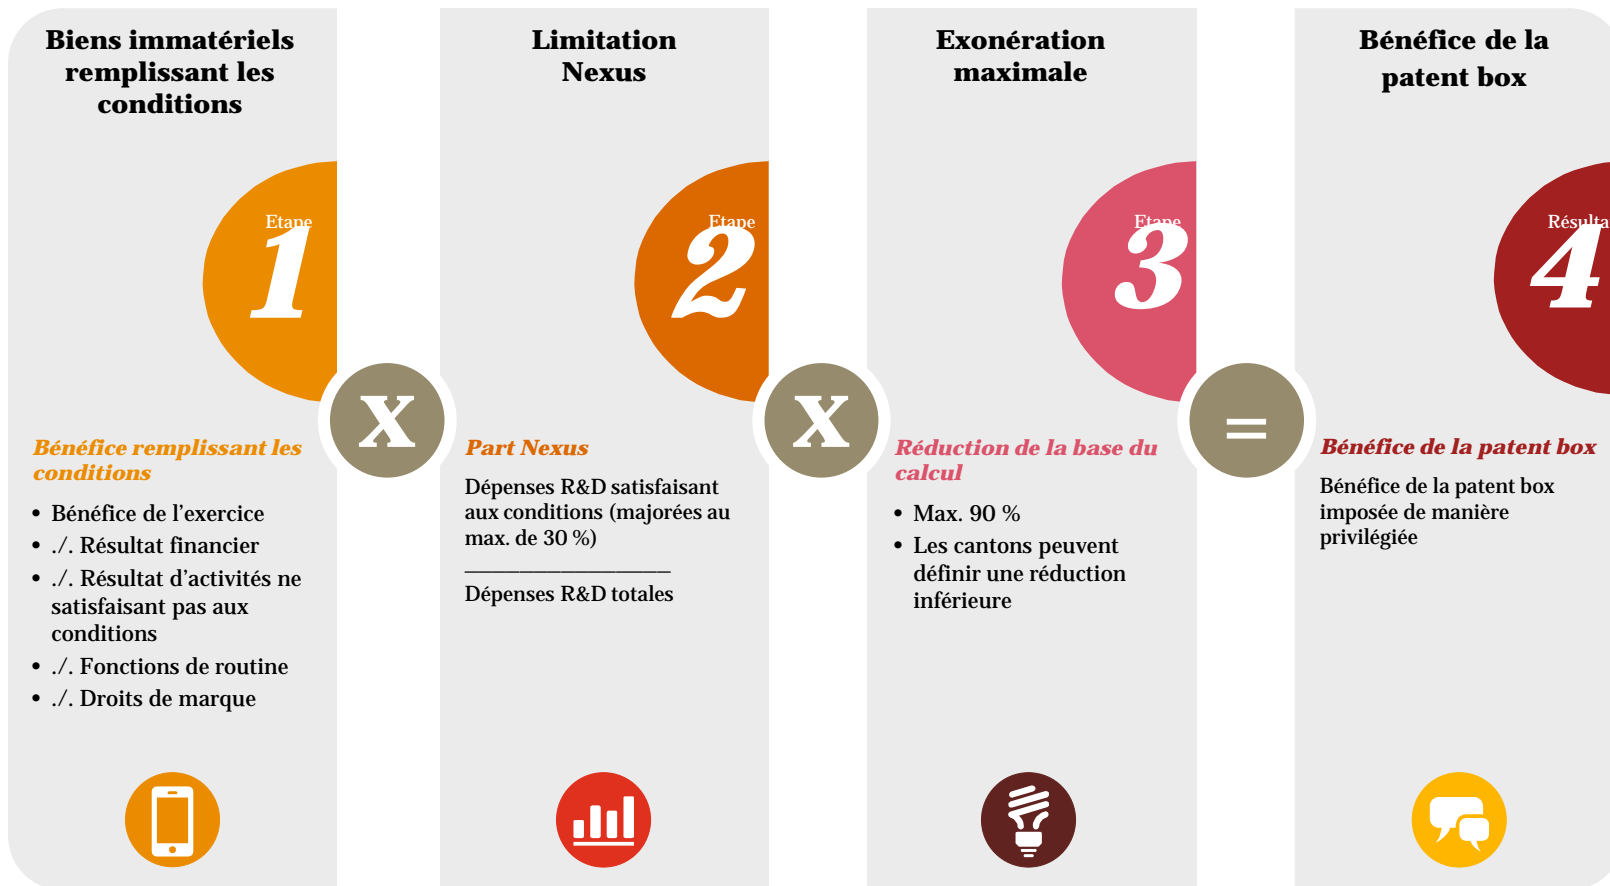 Biens immatériels
remplissant les
conditions
Etape
1
Bénéfice remplissant les
conditions
• Bénéfice de l’exercice
• ./. Résultat financier
• ./. Résultat d’activités ne
satisfaisant pas aux
conditions
• ./. Fonctions de routine
• ./. Droits de marque
X
Limitation
Nexus
Etape
2
Part Nexus
Dépenses R&D satisfaisant
aux conditions (majorées au
max. de 30 %)
Dépenses R&D totales
X
Exonération
maximale
Etape
3
Réduction de la base du
calcul
• Max. 90 %
• Les cantons peuvent
définir une réduction
inférieure
=
Bénéfice de la
patent box
Résulta
4
Bénéfice de la patent box
Bénéfice de la patent box
imposée de manière
privilégiée